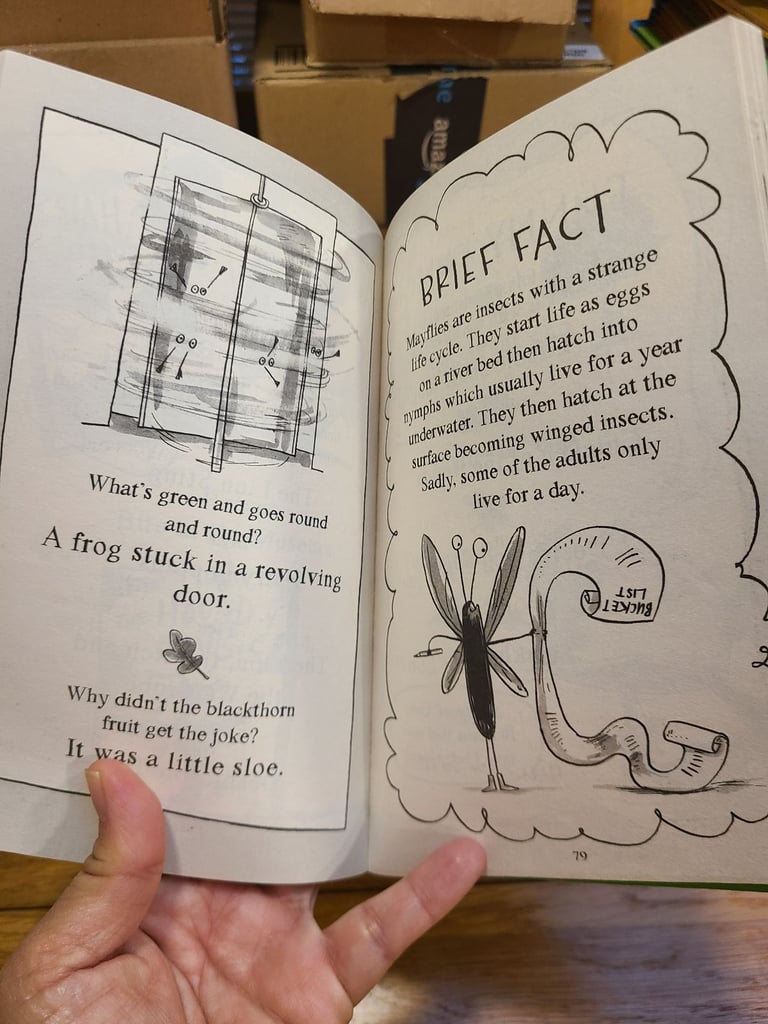 What's green and goes round
and round?
A frog stuck in a revolving
door.
Why didn't the blackthorn
fruit get the joke?
It was a little sloe.
BRIEF FACT
Mayflies are insects with a strange
life cycle. They start life as eggs
on a river bed then hatch into
nymphs which usually live for a year
underwater. They then hatch at the
surface becoming winged insects.
Sadly, some of the adults only
live for a day.
BUCKET
LIST
79